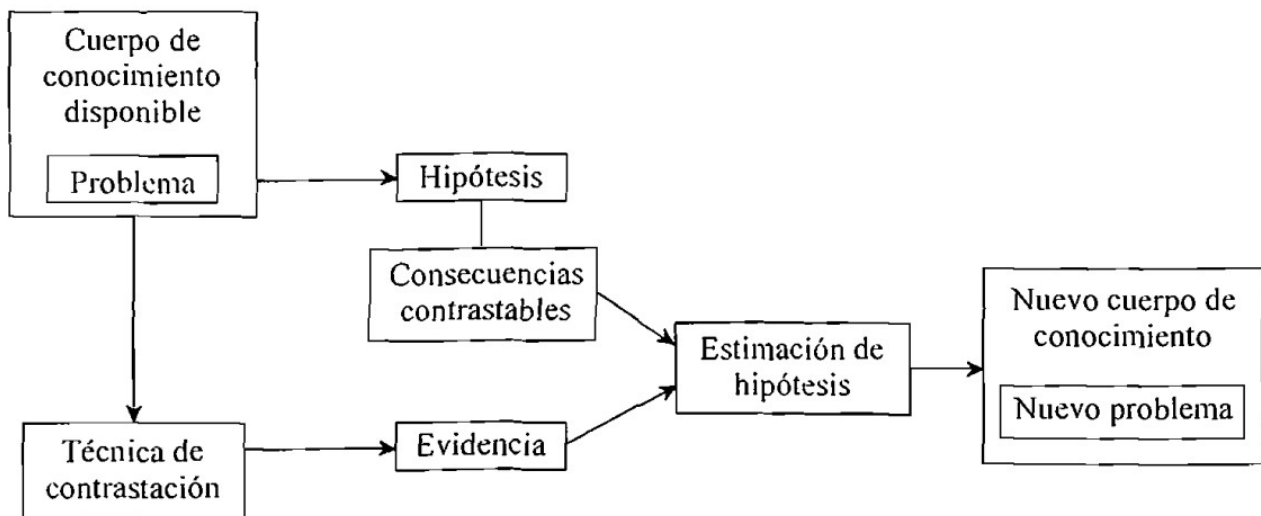 Cuerpo de
conocimiento
disponible
Problema
Hipótesis
Consecuencias
contrastables
Estimación de
hipótesis
Nuevo cuerpo de
conocimiento
Nuevo problema
Técnica de
contrastación
Evidencia